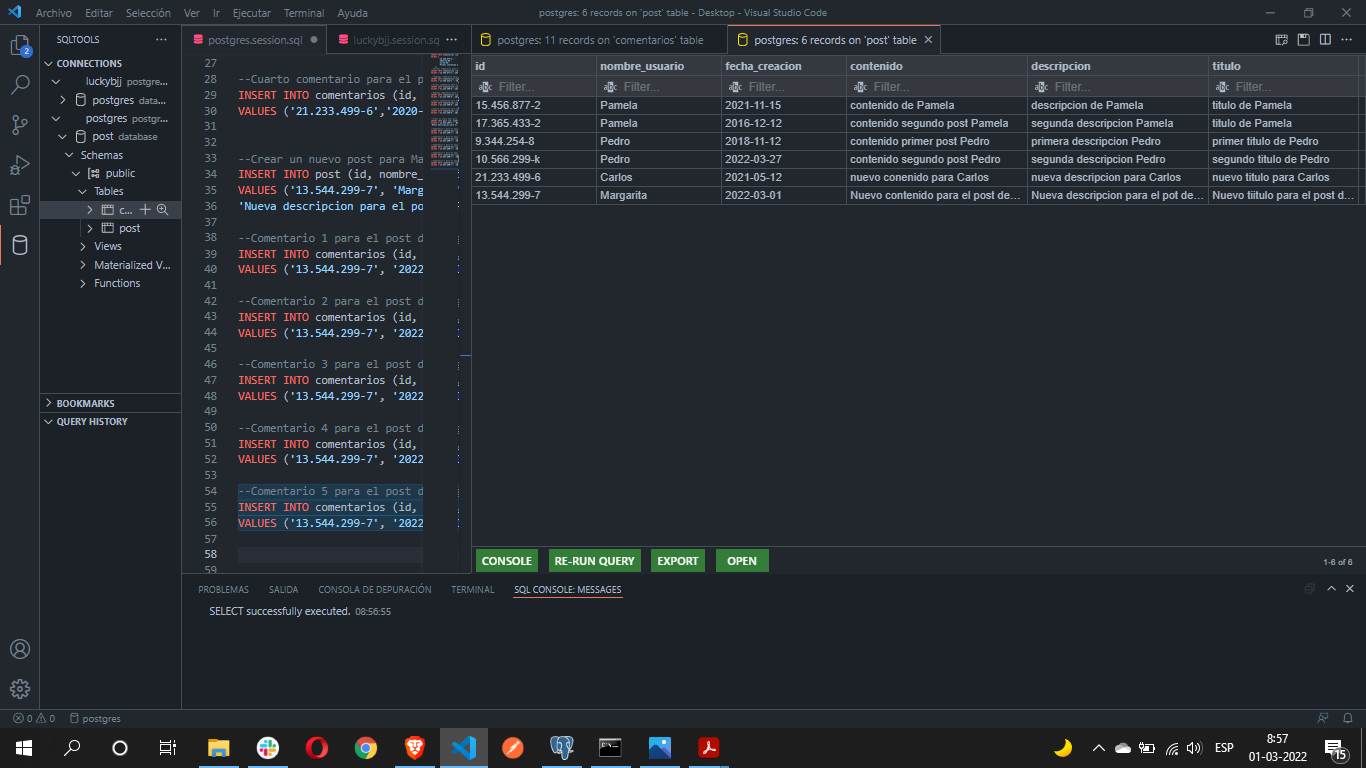 Archivo Editar Selección Ver Ir Ejecutar Terminal Ayuda
postgres: 6 records on 'post' table - Desktop - Visual Studio Code
2
SQLTOOLS ···
CONNECTIONS
luckybjj postgre...
postgres data...
postgres postgr...
post database
Schemas
public
Tables
c...
post
Views
Materialized V...
Functions
BOOKMARKS
QUERY HISTORY
postgres.session.sql
luckybjj.session.sq ···
27
28 --Cuarto comentario para el p
29 INSERT INTO comentarios (id,
30 VALUES ('21.233.499-6','2020-
31
32
33 --Crear un nuevo post para Ma
34 INSERT INTO post (id, nombre_
35 VALUES ('13.544.299-7', 'Marg
36 'Nueva descripcion para el po
37
38 --Comentario 1 para el post d
39 INSERT INTO comentarios (id,
40 VALUES ('13.544.299-7', '2022
41
42 --Comentario 2 para el post d
43 INSERT INTO comentarios (id,
44 VALUES ('13.544.299-7', '2022
45
46 --Comentario 3 para el post d
47 INSERT INTO comentarios (id,
48 VALUES ('13.544.299-7', '2022
49
50 --Comentario 4 para el post d
51 INSERT INTO comentarios (id,
52 VALUES ('13.544.299-7', '2022
53
54 --Comentario 5 para el post d
55 INSERT INTO comentarios (id,
56 VALUES ('13.544.299-7', '2022
57
58
59
postgres: 11 records on 'comentarios' table
postgres: 6 records on 'post' table
id nombre_usuario fecha_creacion contenido descripcion titulo
Filter... Filter... Filter... Filter... Filter... Filter...
15.456.877-2 Pamela 2021-11-15 contenido de Pamela descripcion de Pamela titulo de Pamela
17.365.433-2 Pamela 2016-12-12 contenido segundo post Pamela segunda descripcion Pamela titulo de Pamela
9.344.254-8 Pedro 2018-11-12 contenido primer post Pedro primera descripcion Pedro primer titulo de Pedro
10.566.299-k Pedro 2022-03-27 contenido segundo post Pedro segunda descripcion Pedro segundo titulo de Pedro
21.233.499-6 Carlos 2021-05-12 nuevo conenido para Carlos nueva descripcion para Carlos nuevo titulo para Carlos
13.544.299-7 Margarita 2022-03-01 Nuevo contenido para el post de... Nueva descripcion para el pot de... Nuevo tiitulo para el post d...
CONSOLE RE-RUN QUERY EXPORT OPEN
1-6 of 6
PROBLEMAS SALIDA CONSOLA DE DEPURACIÓN TERMINAL SQL CONSOLE: MESSAGES
SELECT successfully executed. 08:56:55
0 0 postgres
ESP
8:57
01-03-2022
15